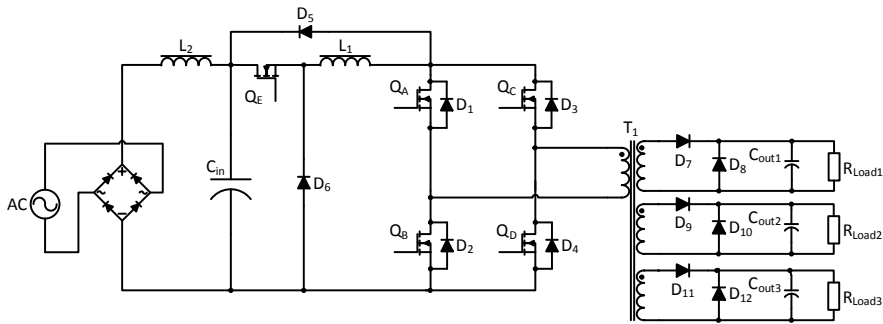 D5
L2
L1
QE
QA
D1
QC
D3
T1
Cin
D6
AC
+
~
~
−
QB
D2
QD
D4
D7
D8
Cout1
RLoad1
D9
D10
Cout2
RLoad2
D11
D12
Cout3
RLoad3